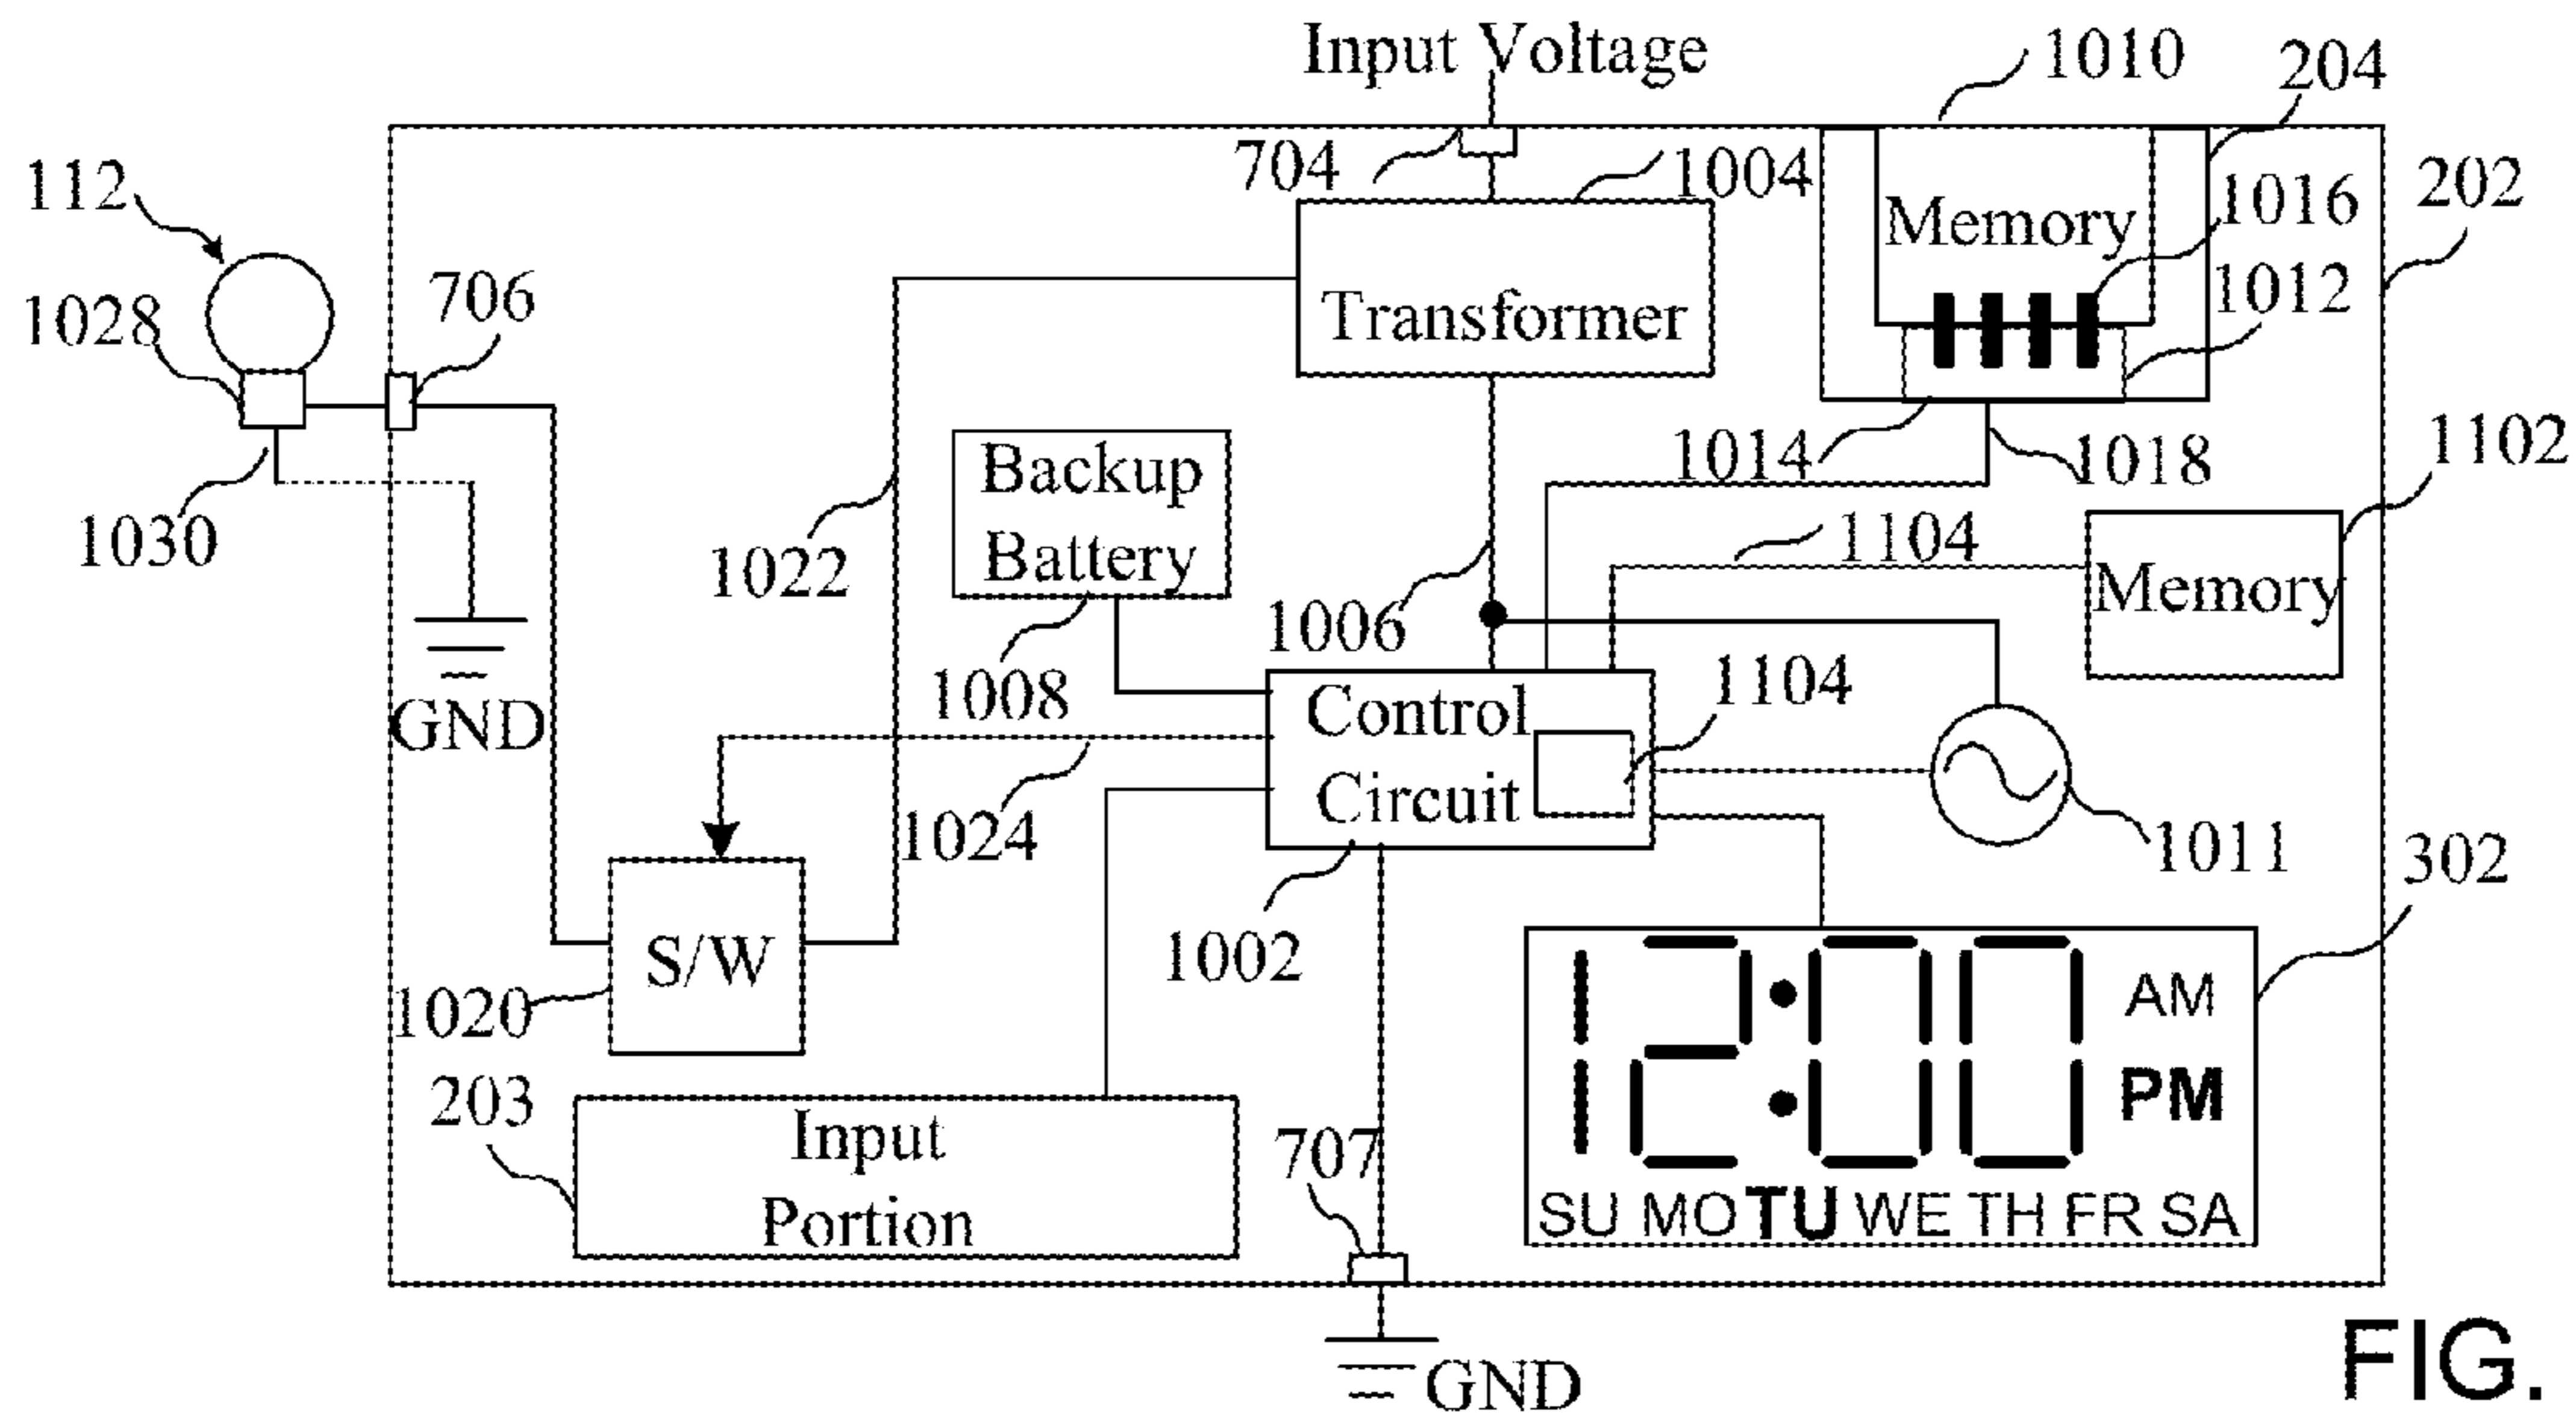 Input Voltage
1010
204
112
704
1004
202
1016
Memory
706
1012
1028
Transformer
Backup
Battery
1014
1018
1102
1030
1022
1104
Memory
1006
1008
1104
GND
Control
Circuit
1024
1011
302
1002
S/W
1020
12:00
AM
PM
203
Input
Portion
707
SU MO TU WE TH FR SA
GND
FIG.